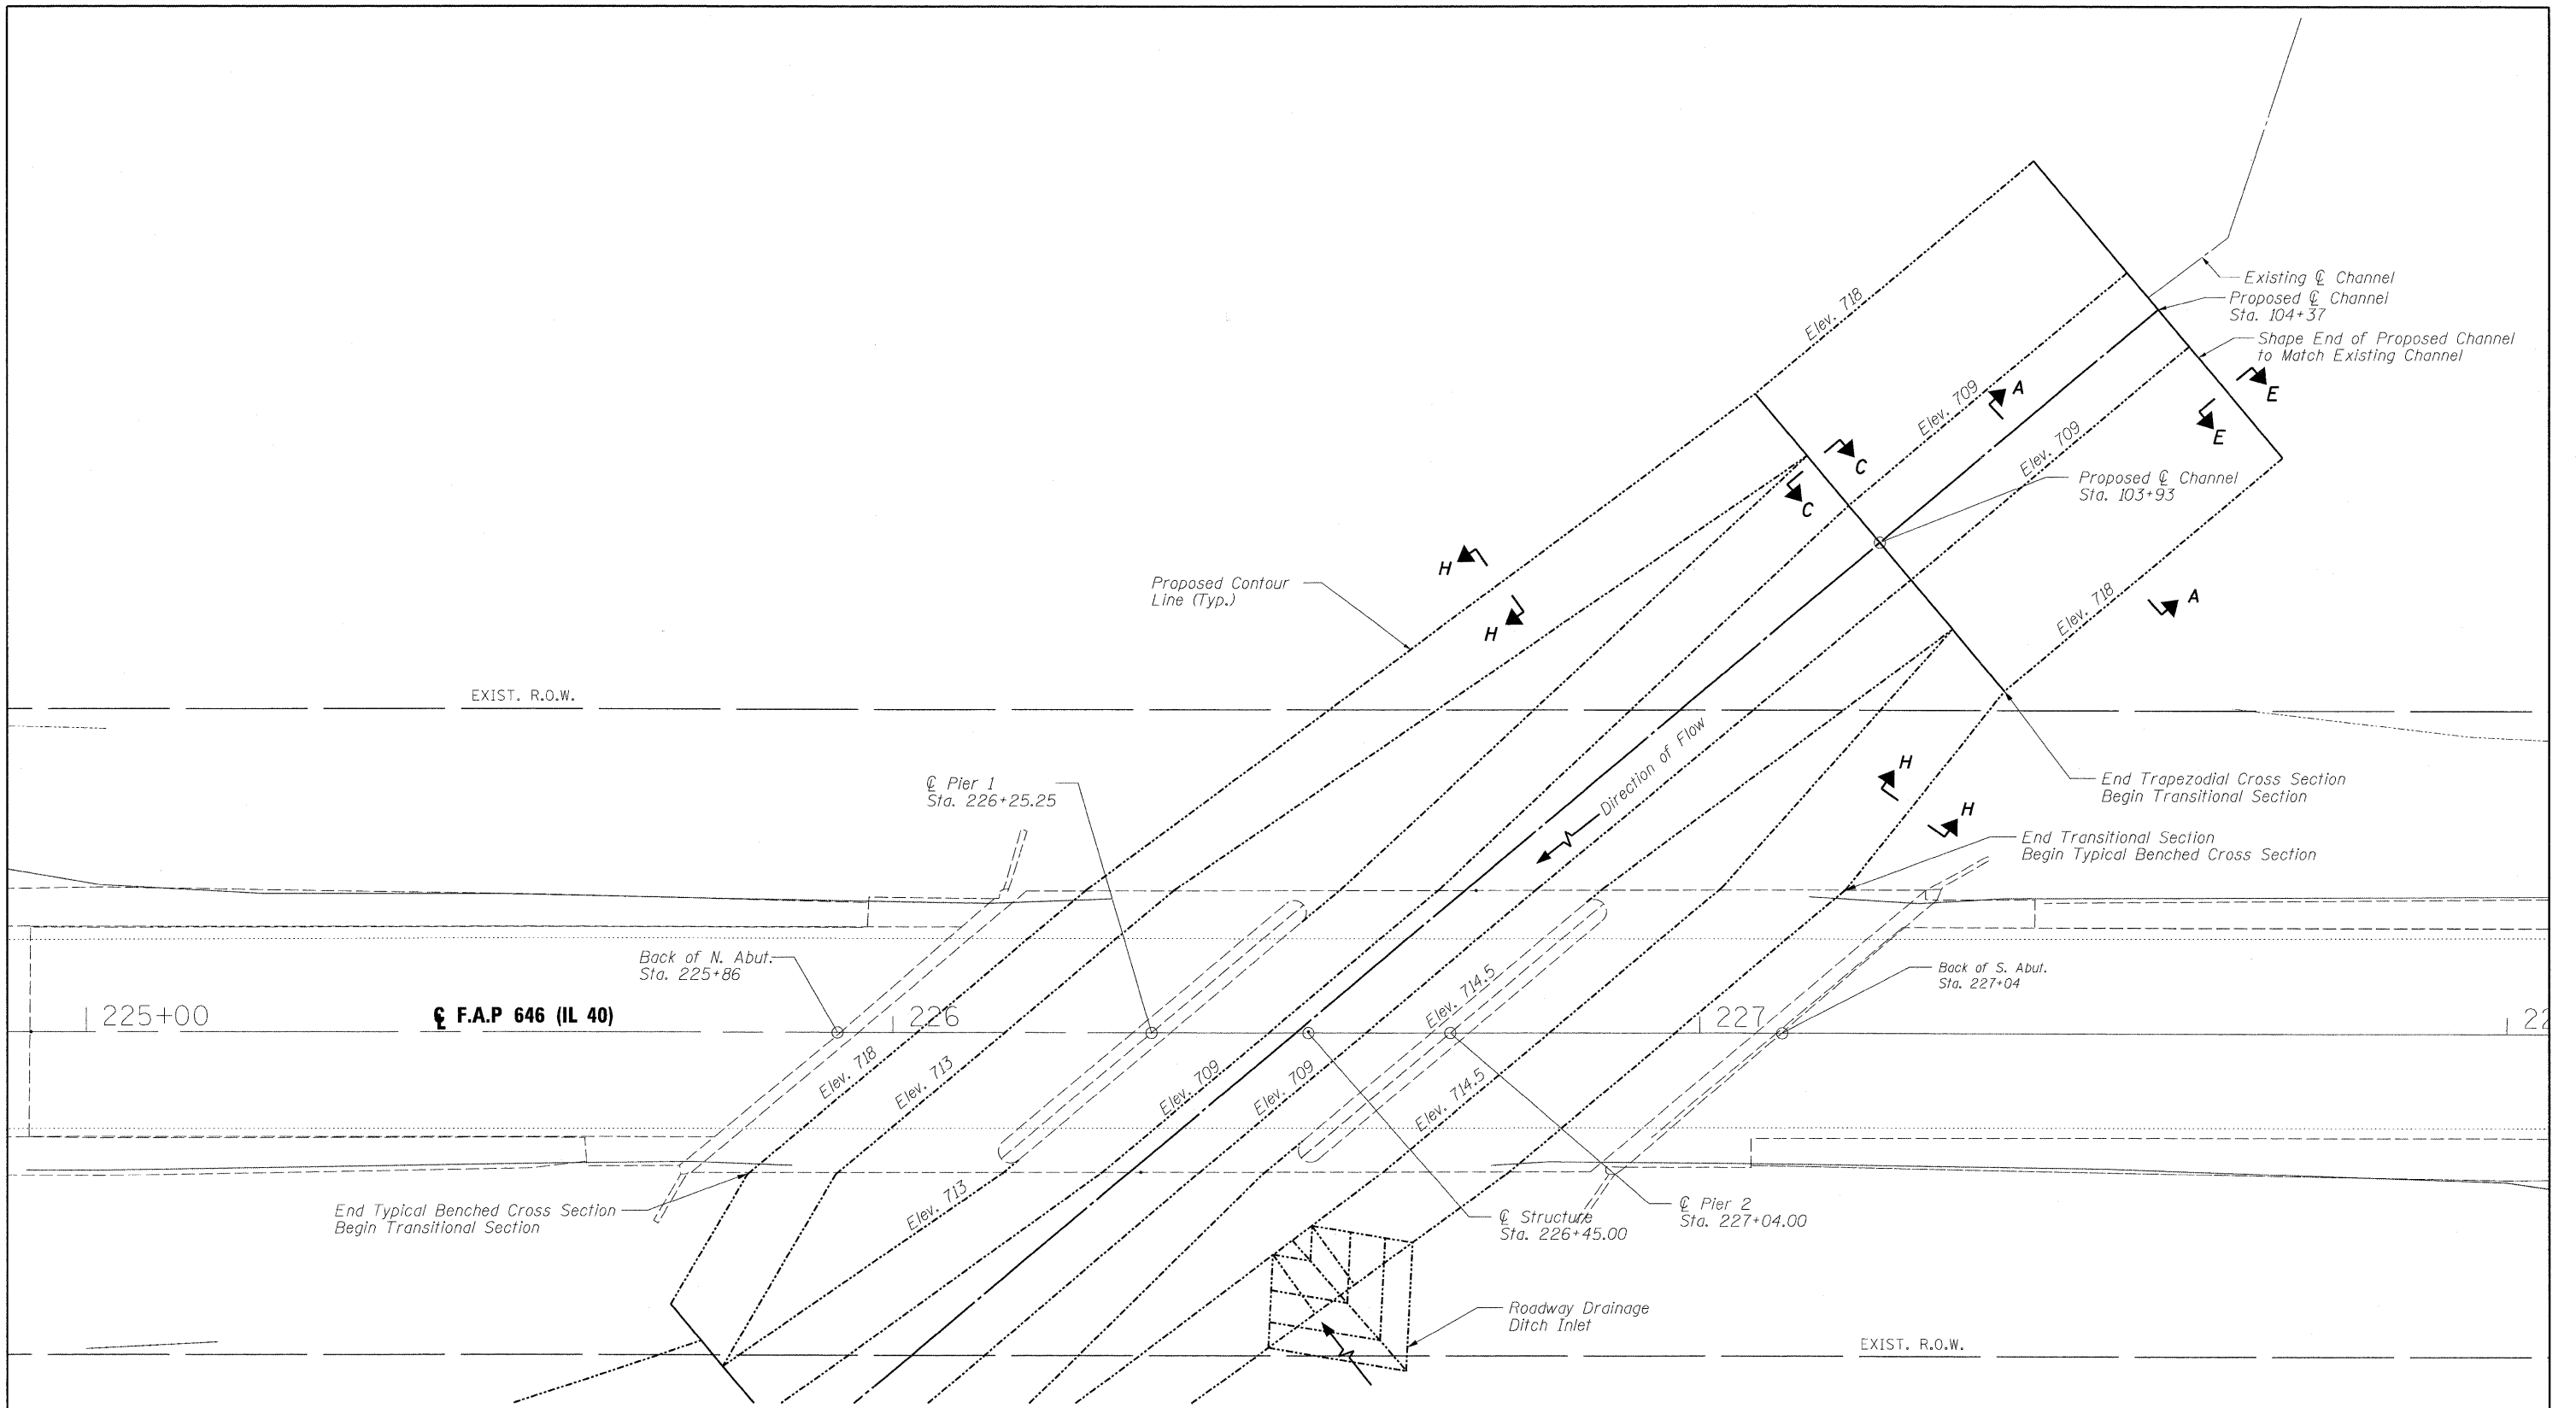 Existing ℄ Channel
Proposed ℄ Channel
Sta. 104+37
Shape End of Proposed Channel
to Match Existing Channel
Elev. 718
Elev. 709
A
E
E
Elev. 709
C
C
Proposed ℄ Channel
Sta. 103+93
H
H
Proposed Contour
Line (Typ.)
Elev. 718
A
EXIST. R.O.W.
Direction of Flow
H
H
End Trapezodial Cross Section
Begin Transitional Section
℄ Pier 1
Sta. 226+25.25
End Transitional Section
Begin Typical Benched Cross Section
Back of N. Abut.
Sta. 225+86
Back of S. Abut.
Sta. 227+04
Elev. 714.5
225+00
℄ F.A.P 646 (IL 40)
226
227
22
Elev. 718
Elev. 713
Elev. 709
Elev. 709
Elev. 714.5
Elev. 713
End Typical Benched Cross Section
Begin Transitional Section
℄ Structure
Sta. 226+45.00
℄ Pier 2
Sta. 227+04.00
Roadway Drainage
Ditch Inlet
EXIST. R.O.W.